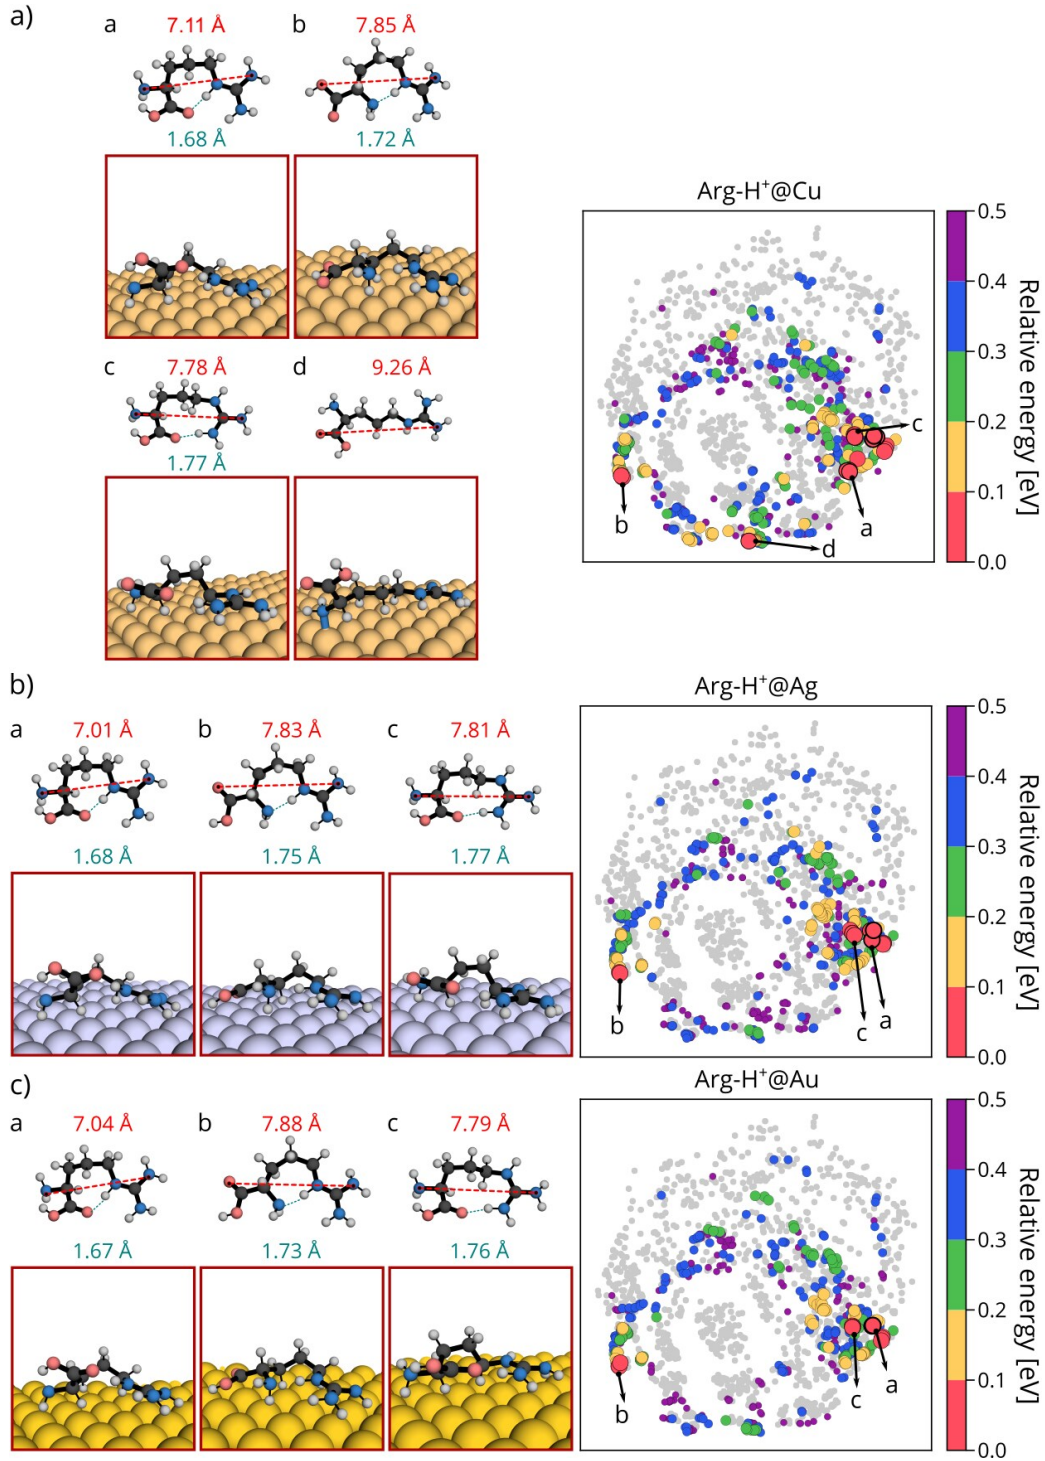 a)
a 7.11 Å b 7.85 Å
1.68 Å 1.72 Å
c 7.78 Å d 9.26 Å
1.77 Å
Arg-H⁺@Cu
c
b
a
d
0.5
0.4
0.3
0.2
0.1
0.0
Relative energy [eV]
b)
a 7.01 Å b 7.83 Å c 7.81 Å
1.68 Å 1.75 Å 1.77 Å
Arg-H⁺@Ag
b
c
a
0.5
0.4
0.3
0.2
0.1
0.0
Relative energy [eV]
c)
a 7.04 Å b 7.88 Å c 7.79 Å
1.67 Å 1.73 Å 1.76 Å
Arg-H⁺@Au
b
c
a
0.5
0.4
0.3
0.2
0.1
0.0
Relative energy [eV]